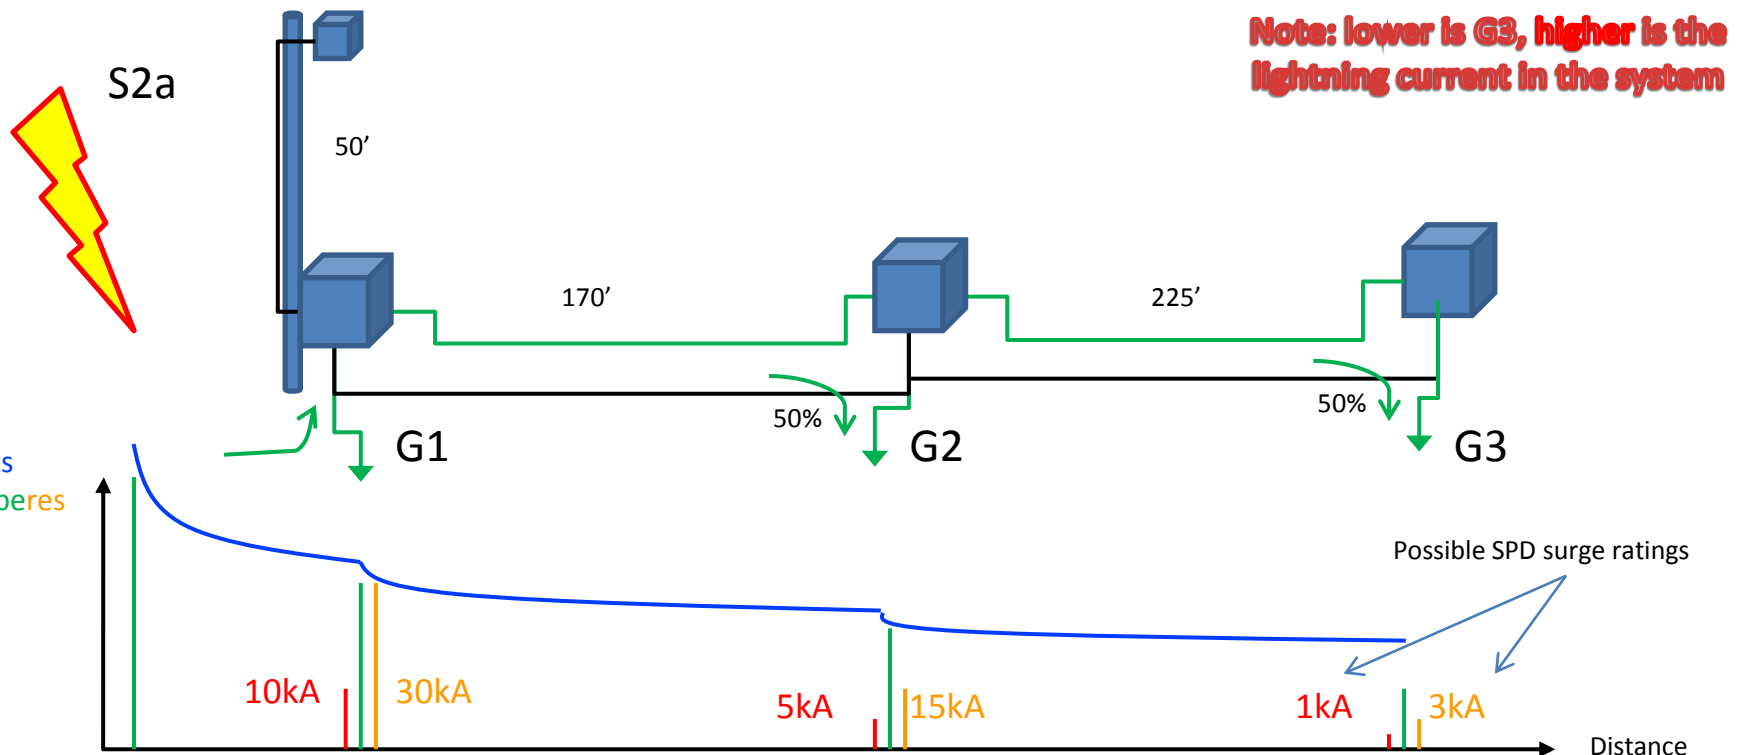 Note: lower is G3, higher is the
lightning current in the system
S2a
50’
170’
225’
50%
50%
G1
G2
G3
Possible SPD surge ratings
10kA
30kA
5kA
15kA
1kA
3kA
Distance